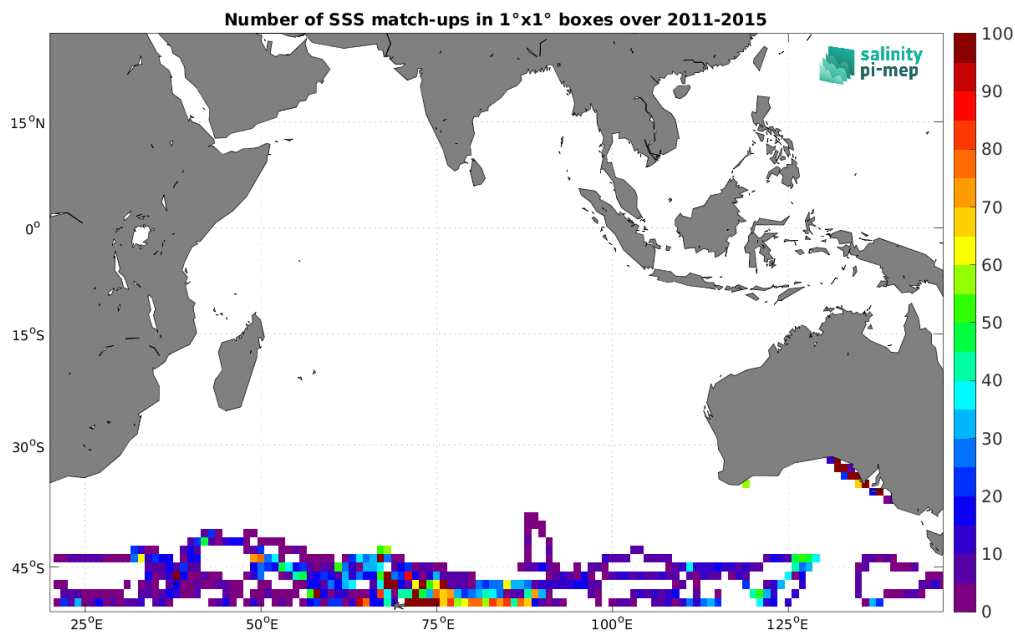 Number of SSS match-ups in 1°x1° boxes over 2011-2015
salinity
pi-mep
100
90
80
70
60
50
40
30
20
10
0
15°N
0°
15°S
30°S
45°S
25°E
50°E
75°E
100°E
125°E